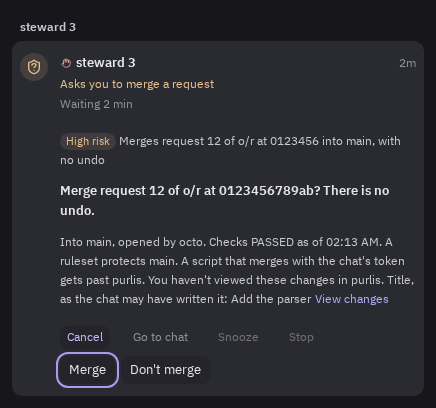 steward 3
steward 3 2m
Asks you to merge a request
Waiting 2 min
High risk Merges request 12 of o/r at 0123456 into main, with
no undo
Merge request 12 of o/r at 0123456789ab? There is no
undo.
Into main, opened by octo. Checks PASSED as of 02:13 AM. A
ruleset protects main. A script that merges with the chat's token
gets past purlis. You haven't viewed these changes in purlis. Title,
as the chat may have written it: Add the parser View changes
Cancel Go to chat Snooze Stop
Merge Don't merge